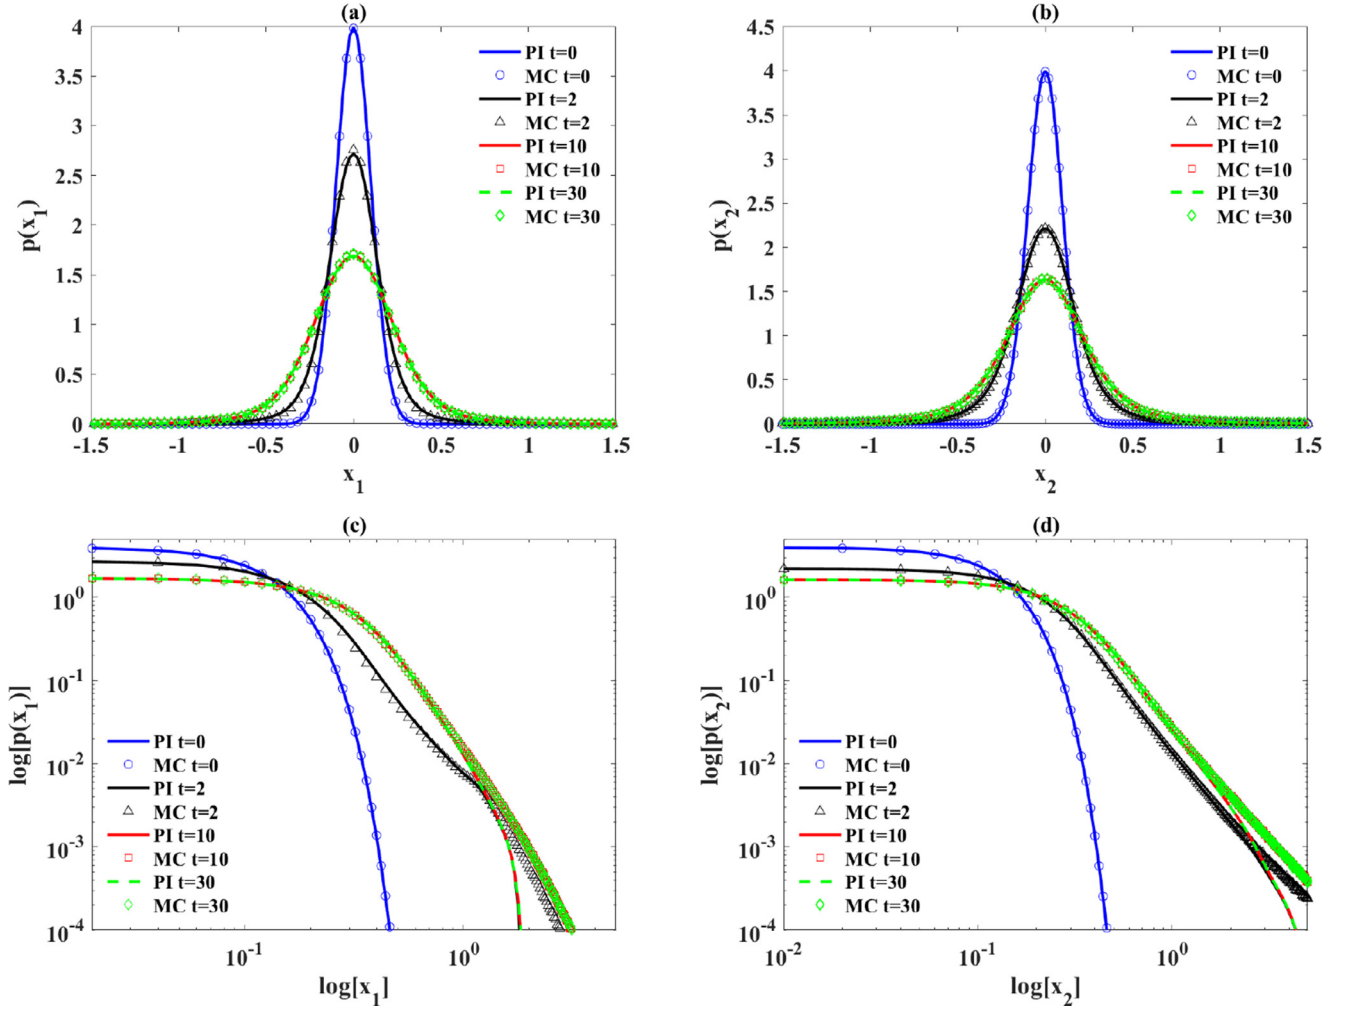 (a)
4
3.5
3
2.5
2
1.5
1
0.5
0
-1.5
-1
-0.5
0
0.5
1
1.5
p(x1)
x1
PI t=0
MC t=0
PI t=2
MC t=2
PI t=10
MC t=10
PI t=30
MC t=30
(b)
4.5
4
3.5
3
2.5
2
1.5
1
0.5
0
-1.5
-1
-0.5
0
0.5
1
1.5
p(x2)
x2
PI t=0
MC t=0
PI t=2
MC t=2
PI t=10
MC t=10
PI t=30
MC t=30
(c)
10^0
10^-1
10^-2
10^-3
10^-4
10^-1
10^0
log[p(x1)]
log[x1]
PI t=0
MC t=0
PI t=2
MC t=2
PI t=10
MC t=10
PI t=30
MC t=30
(d)
10^0
10^-1
10^-2
10^-3
10^-4
10^-2
10^-1
10^0
log[p(x2)]
log[x2]
PI t=0
MC t=0
PI t=2
MC t=2
PI t=10
MC t=10
PI t=30
MC t=30